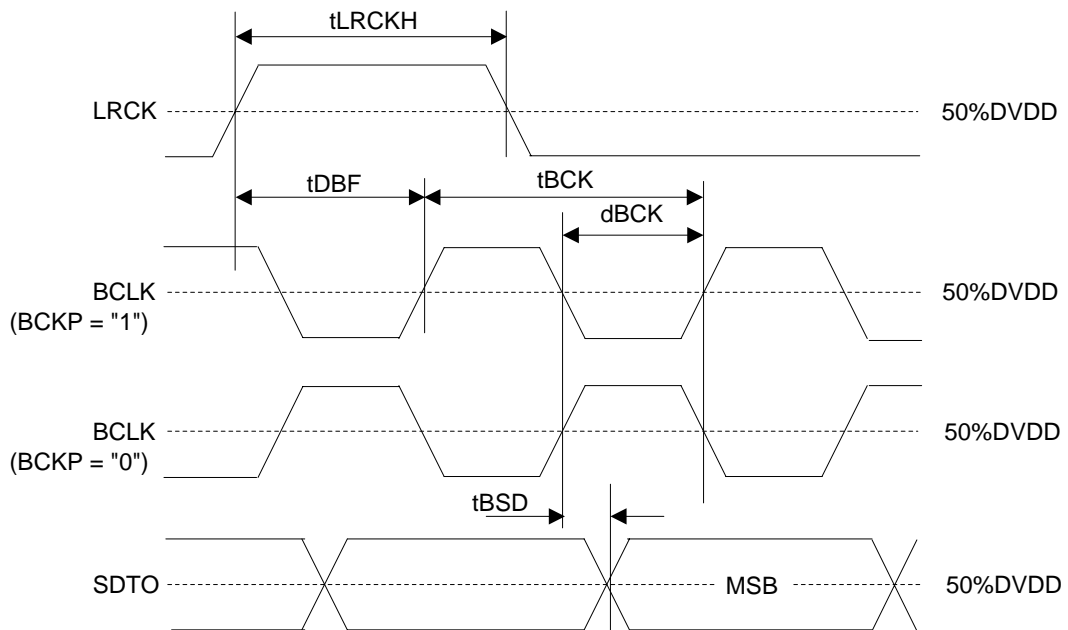 tLRCKH
LRCK
50%DVDD
tDBF
tBCK
dBCK
BCLK
(BCKP = "1")
50%DVDD
BCLK
(BCKP = "0")
50%DVDD
tBSD
SDTO
MSB
50%DVDD